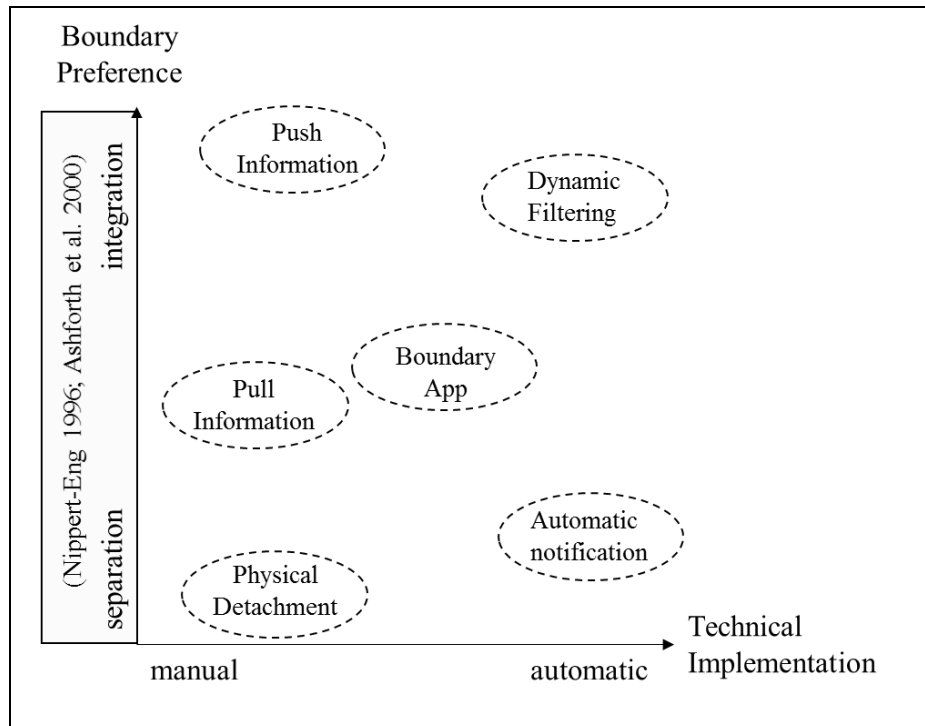 Boundary
Preference
(Nippert-Eng 1996; Ashforth et al. 2000)
integration
separation
Push
Information
Dynamic
Filtering
Boundary
App
Pull
Information
Automatic
notification
Physical
Detachment
manual
automatic
Technical
Implementation